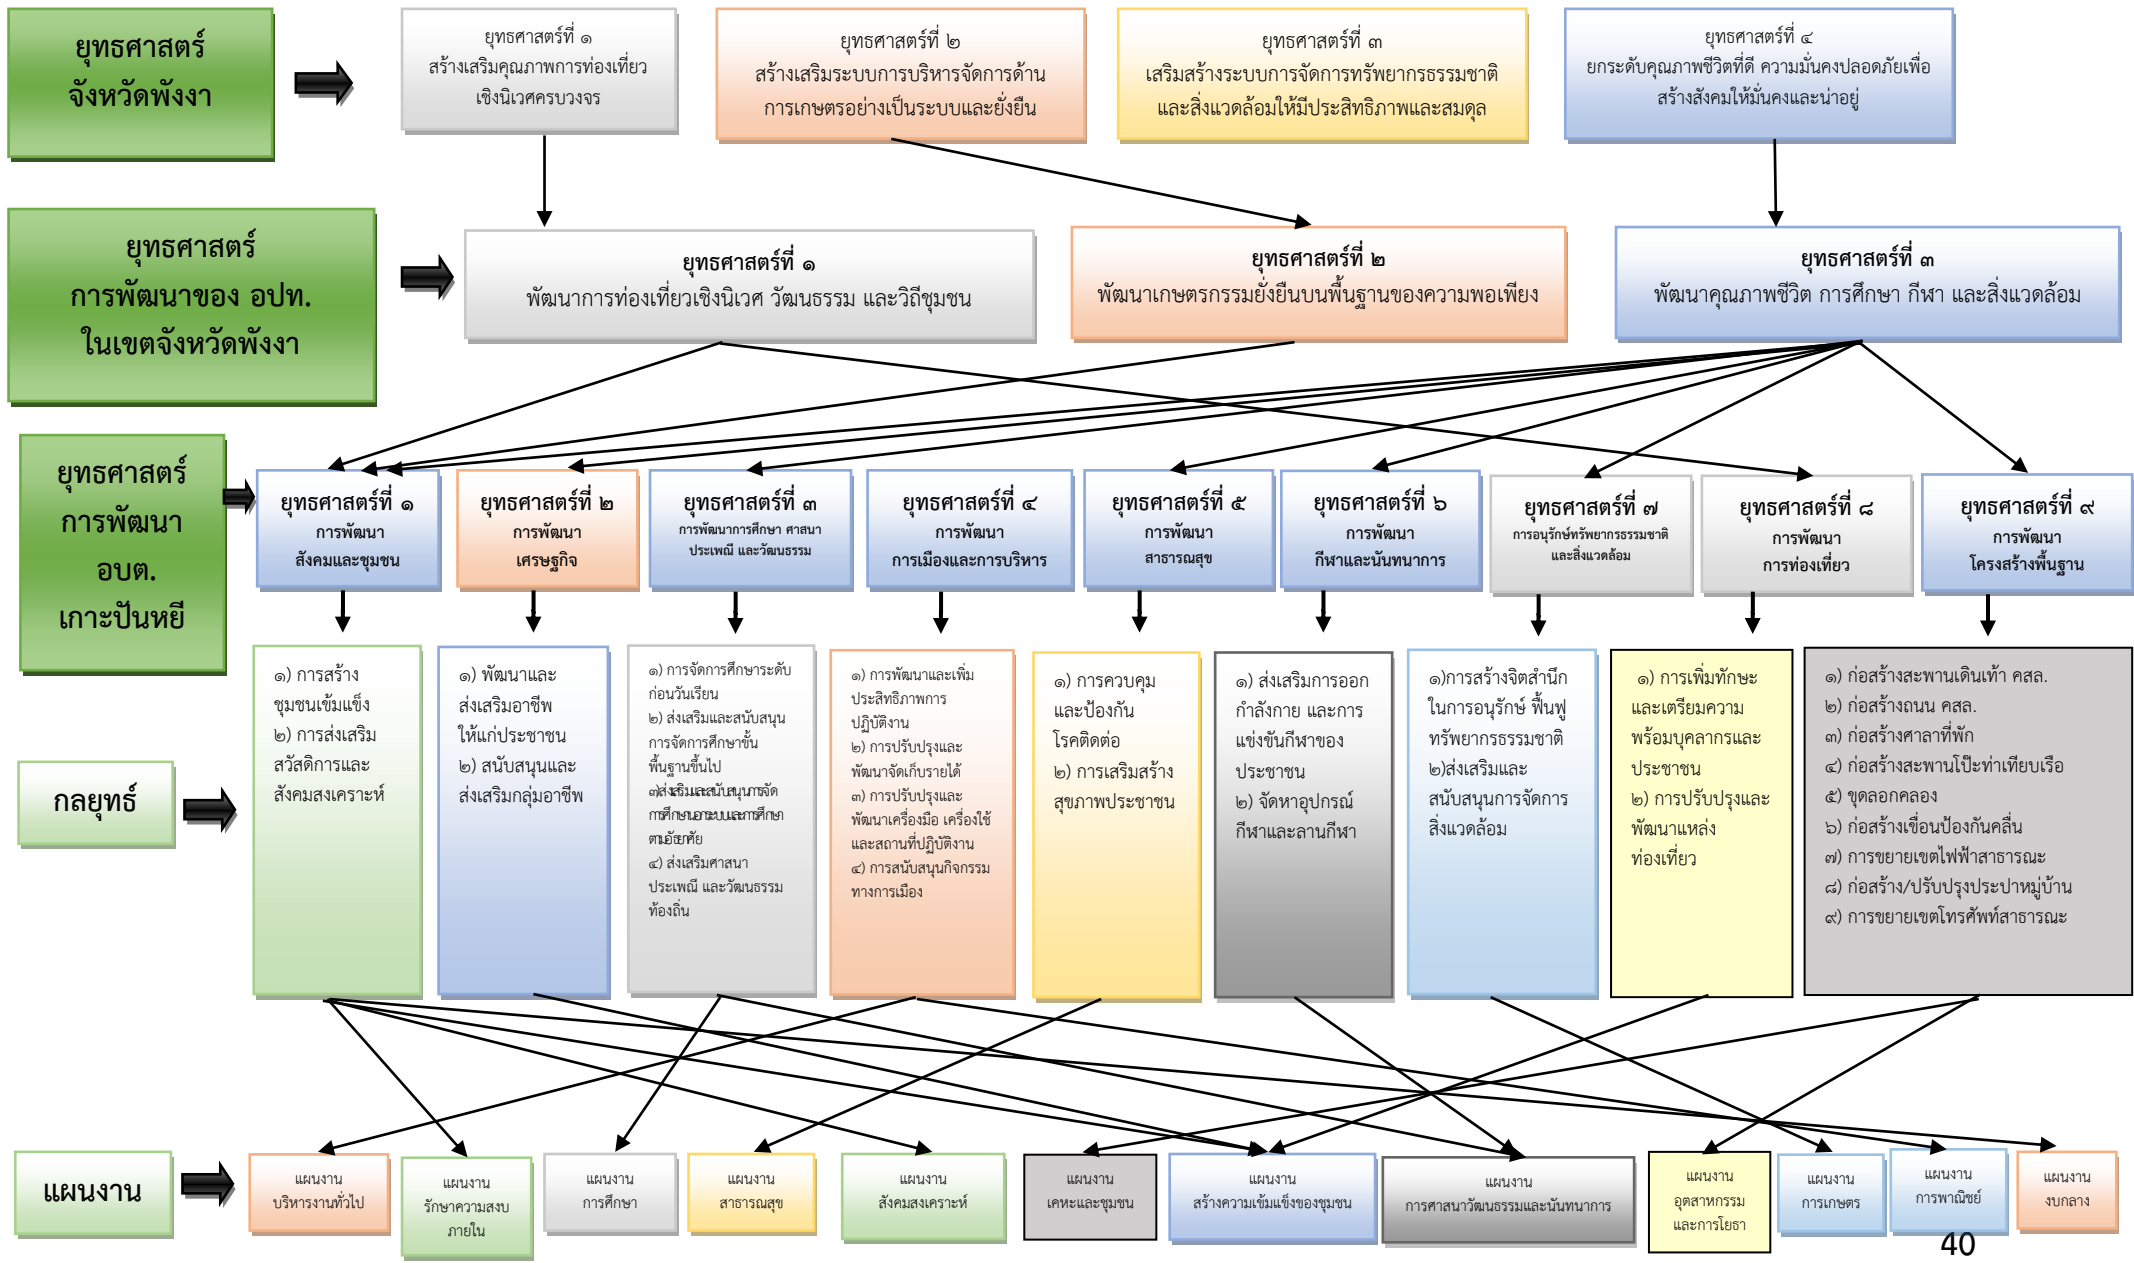 ยุทธศาสตร์
จังหวัดพังงา
ยุทธศาสตร์ที่ ๑
สร้างเสริมคุณภาพการท่องเที่ยว
เชิงนิเวศครบวงจร
ยุทธศาสตร์ที่ ๒
สร้างเสริมระบบการบริหารจัดการด้าน
การเกษตรอย่างเป็นระบบและยั่งยืน
ยุทธศาสตร์ที่ ๓
เสริมสร้างระบบการจัดการทรัพยากรธรรมชาติ
และสิ่งแวดล้อมให้มีประสิทธิภาพและสมดุล
ยุทธศาสตร์ที่ ๔
ยกระดับคุณภาพชีวิตที่ดี ความมั่นคงปลอดภัยเพื่อ
สร้างสังคมให้มั่นคงและน่าอยู่
ยุทธศาสตร์
การพัฒนาของ อปท.
ในเขตจังหวัดพังงา
ยุทธศาสตร์ที่ ๑
พัฒนาการท่องเที่ยวเชิงนิเวศ วัฒนธรรม และวิถีชุมชน
ยุทธศาสตร์ที่ ๒
พัฒนาเกษตรกรรมยั่งยืนบนพื้นฐานของความพอเพียง
ยุทธศาสตร์ที่ ๓
พัฒนาคุณภาพชีวิต การศึกษา กีฬา และสิ่งแวดล้อม
ยุทธศาสตร์
การพัฒนา
อบต.
เกาะปันหยี
ยุทธศาสตร์ที่ ๑
การพัฒนา
สังคมและชุมชน
ยุทธศาสตร์ที่ ๒
การพัฒนา
เศรษฐกิจ
ยุทธศาสตร์ที่ ๓
การพัฒนาการศึกษา ศาสนา
ประเพณี และวัฒนธรรม
ยุทธศาสตร์ที่ ๔
การพัฒนา
การเมืองและการบริหาร
ยุทธศาสตร์ที่ ๕
การพัฒนา
สาธารณสุข
ยุทธศาสตร์ที่ ๖
การพัฒนา
กีฬาและนันทนาการ
ยุทธศาสตร์ที่ ๗
การอนุรักษ์ทรัพยากรธรรมชาติ
และสิ่งแวดล้อม
ยุทธศาสตร์ที่ ๘
การพัฒนา
การท่องเที่ยว
ยุทธศาสตร์ที่ ๙
การพัฒนา
โครงสร้างพื้นฐาน
กลยุทธ์
๑) การสร้าง
ชุมชนเข้มแข็ง
๒) การส่งเสริม
สวัสดิการและ
สังคมสงเคราะห์
๑) พัฒนาและ
ส่งเสริมอาชีพ
ให้แก่ประชาชน
๒) สนับสนุนและ
ส่งเสริมกลุ่มอาชีพ
๑) การจัดการศึกษาระดับ
ก่อนวันเรียน
๒) ส่งเสริมและสนับสนุน
การจัดการศึกษาขั้น
พื้นฐานขึ้นไป
๓)ส่งเสริมและสนับสนุนการจัด
การศึกษานอกระบบและการศึกษา
ตามอัธยาศัย
๔) ส่งเสริมศาสนา
ประเพณี และวัฒนธรรม
ท้องถิ่น
๑) การพัฒนาและเพิ่ม
ประสิทธิภาพการ
ปฏิบัติงาน
๒) การปรับปรุงและ
พัฒนาจัดเก็บรายได้
๓) การปรับปรุงและ
พัฒนาเครื่องมือ เครื่องใช้
และสถานที่ปฏิบัติงาน
๔) การสนับสนุนกิจกรรม
ทางการเมือง
๑) การควบคุม
และป้องกัน
โรคติดต่อ
๒) การเสริมสร้าง
สุขภาพประชาชน
๑) ส่งเสริมการออก
กำลังกาย และการ
แข่งขันกีฬาของ
ประชาชน
๒) จัดหาอุปกรณ์
กีฬาและลานกีฬา
๑)การสร้างจิตสำนึก
ในการอนุรักษ์ ฟื้นฟู
ทรัพยากรธรรมชาติ
๒)ส่งเสริมและ
สนับสนุนการจัดการ
สิ่งแวดล้อม
๑) การเพิ่มทักษะ
และเตรียมความ
พร้อมบุคลากรและ
ประชาชน
๒) การปรับปรุงและ
พัฒนาแหล่ง
ท่องเที่ยว
๑) ก่อสร้างสะพานเดินเท้า คสล.
๒) ก่อสร้างถนน คสล.
๓) ก่อสร้างศาลาที่พัก
๔) ก่อสร้างสะพานโป๊ะท่าเทียบเรือ
๕) ขุดลอกคลอง
๖) ก่อสร้างเขื่อนป้องกันคลื่น
๗) การขยายเขตไฟฟ้าสาธารณะ
๘) ก่อสร้าง/ปรับปรุงประปาหมู่บ้าน
๙) การขยายเขตโทรศัพท์สาธารณะ
แผนงาน
แผนงาน
บริหารงานทั่วไป
แผนงาน
รักษาความสงบ
ภายใน
แผนงาน
การศึกษา
แผนงาน
สาธารณสุข
แผนงาน
สังคมสงเคราะห์
แผนงาน
เคหะและชุมชน
แผนงาน
สร้างความเข้มแข็งของชุมชน
แผนงาน
การศาสนาวัฒนธรรมและนันทนาการ
แผนงาน
อุตสาหกรรม
และการโยธา
แผนงาน
การเกษตร
แผนงาน
การพาณิชย์
แผนงาน
งบกลาง
40